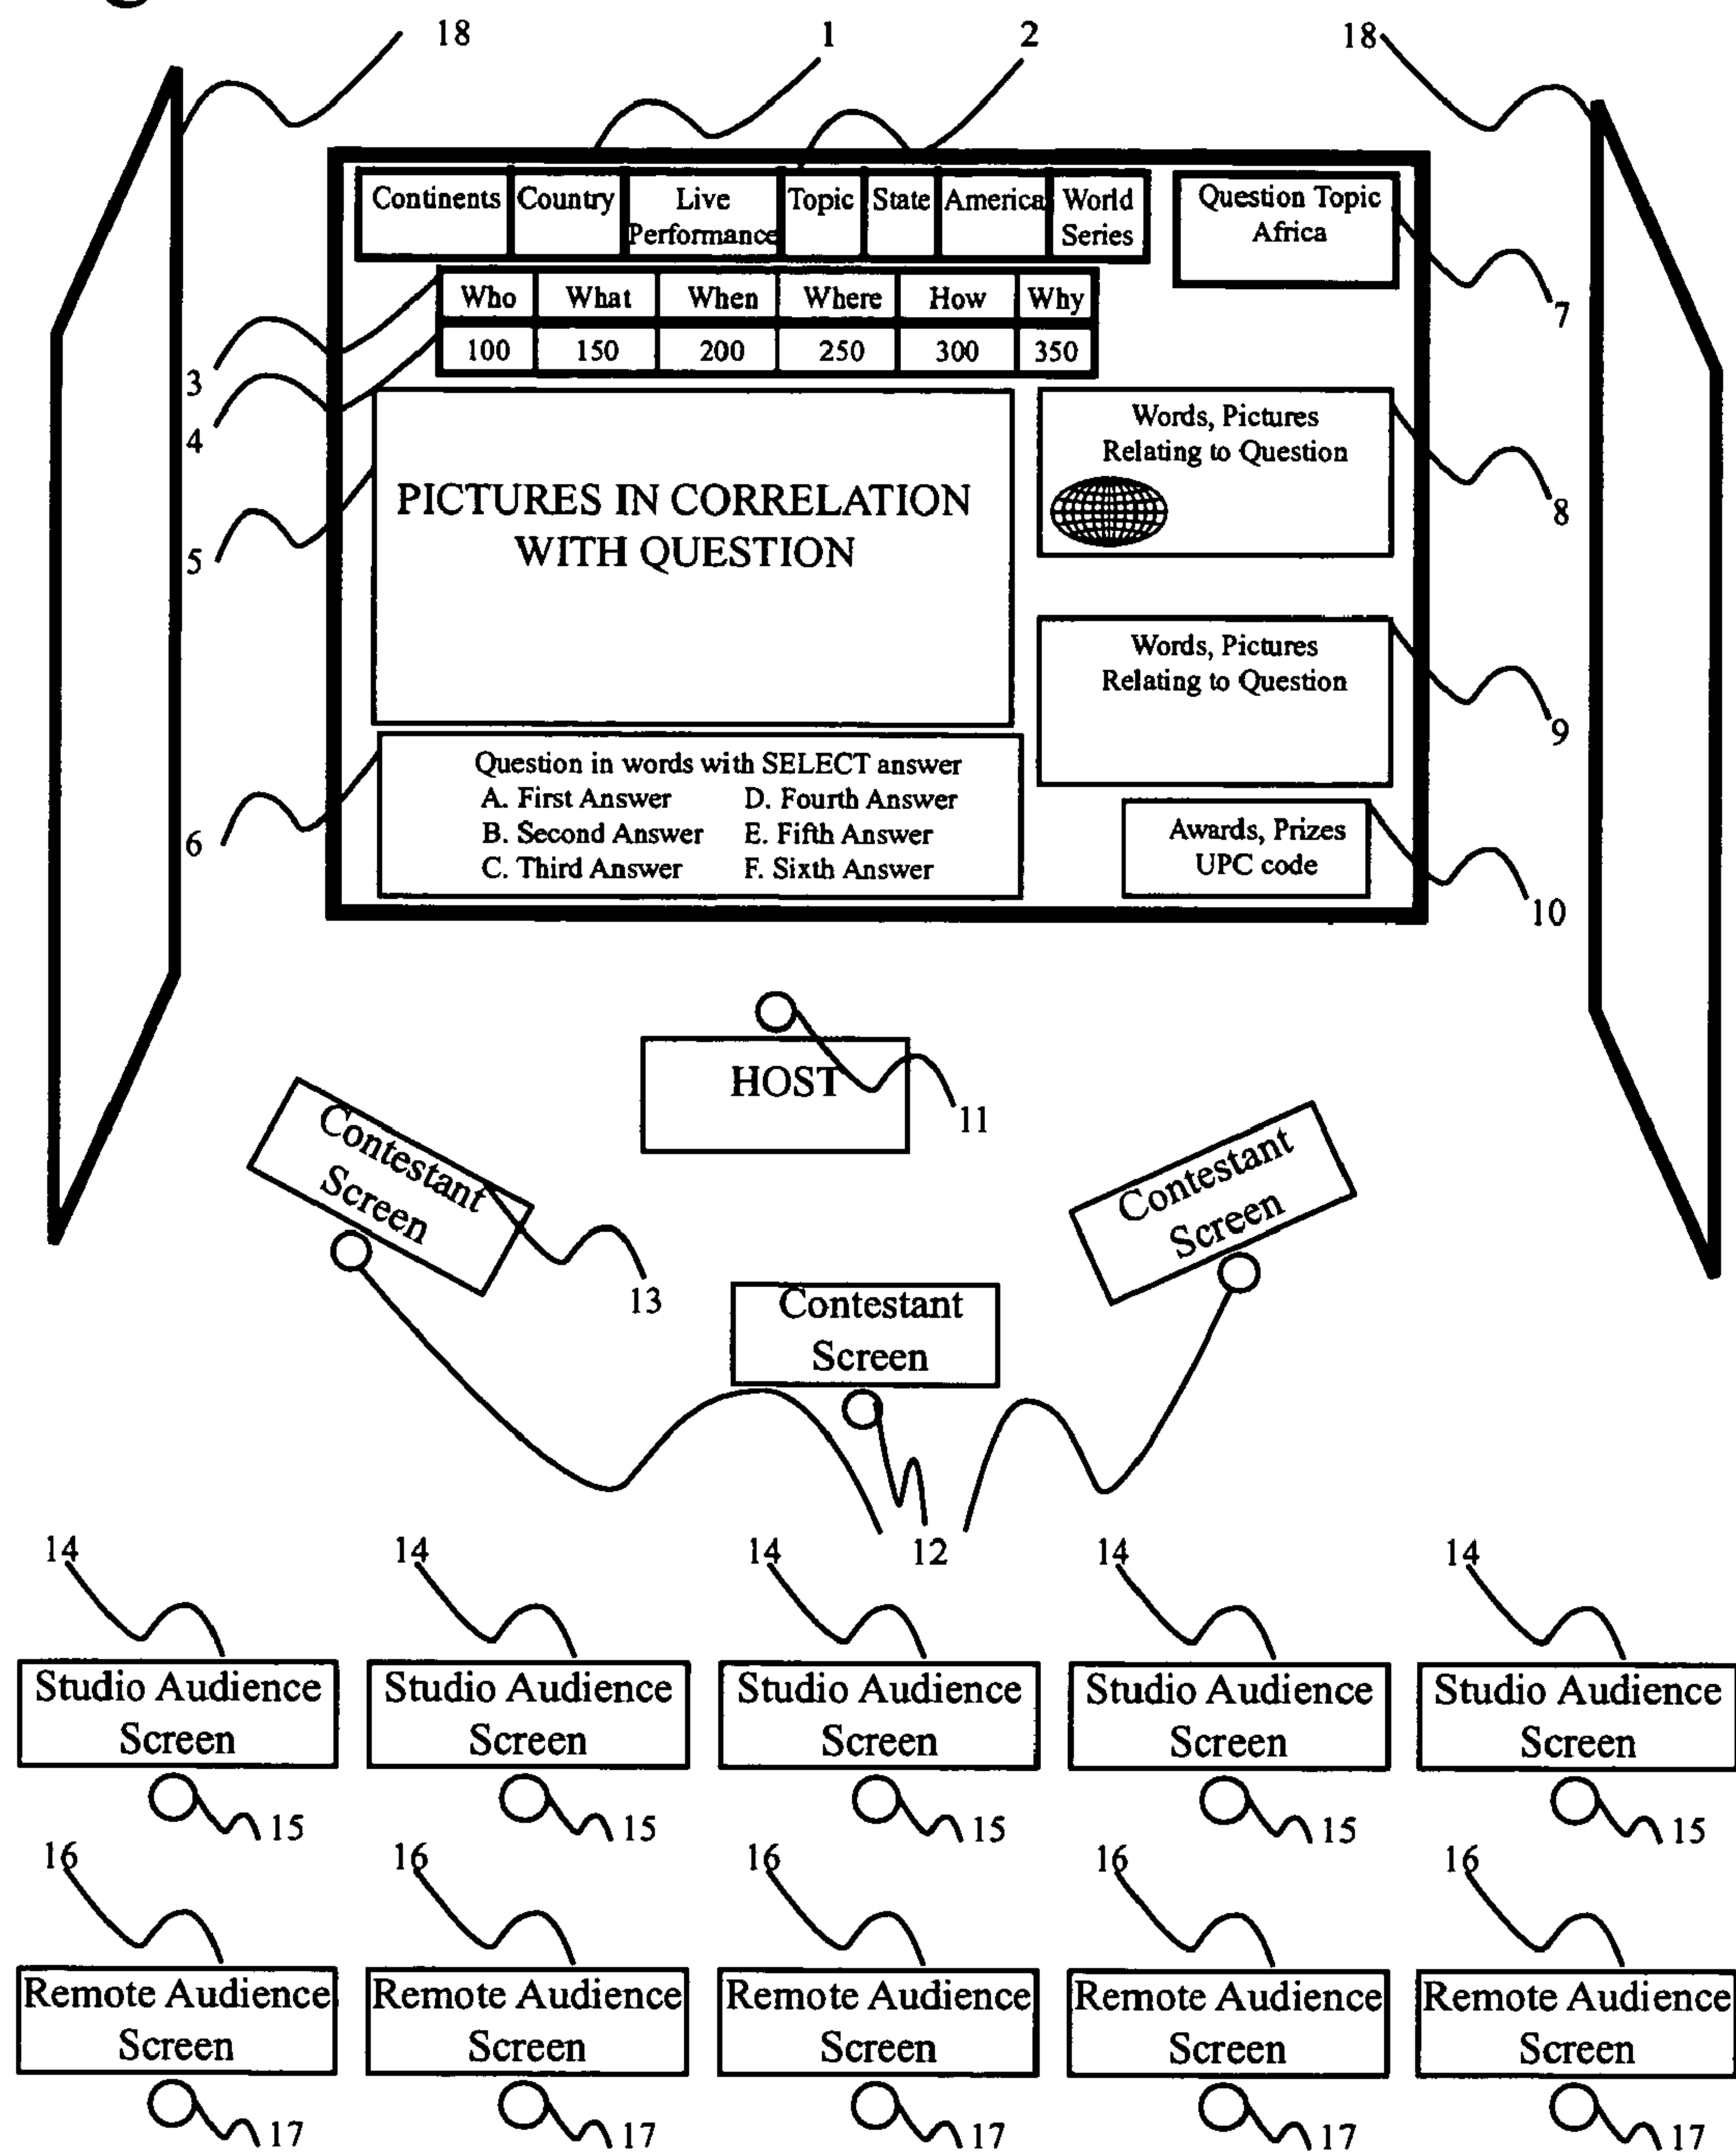 18 1 2 18
Continents Country Live Performance Topic State America World Series
Question Topic
Africa
7
Who What When Where How Why
100 150 200 250 300 350
3
4
PICTURES IN CORRELATION
WITH QUESTION
5
Words, Pictures
Relating to Question
8
Words, Pictures
Relating to Question
9
Question in words with SELECT answer
A. First Answer D. Fourth Answer
B. Second Answer E. Fifth Answer
C. Third Answer F. Sixth Answer
6
Awards, Prizes
UPC code
10
HOST
11
Contestant
Screen
13
Contestant
Screen
Contestant
Screen
12
14 14 14 14 14
Studio Audience Studio Audience Studio Audience Studio Audience Studio Audience
Screen Screen Screen Screen Screen
15 15 15 15 15
16 16 16 16 16
Remote Audience Remote Audience Remote Audience Remote Audience Remote Audience
Screen Screen Screen Screen Screen
17 17 17 17 17